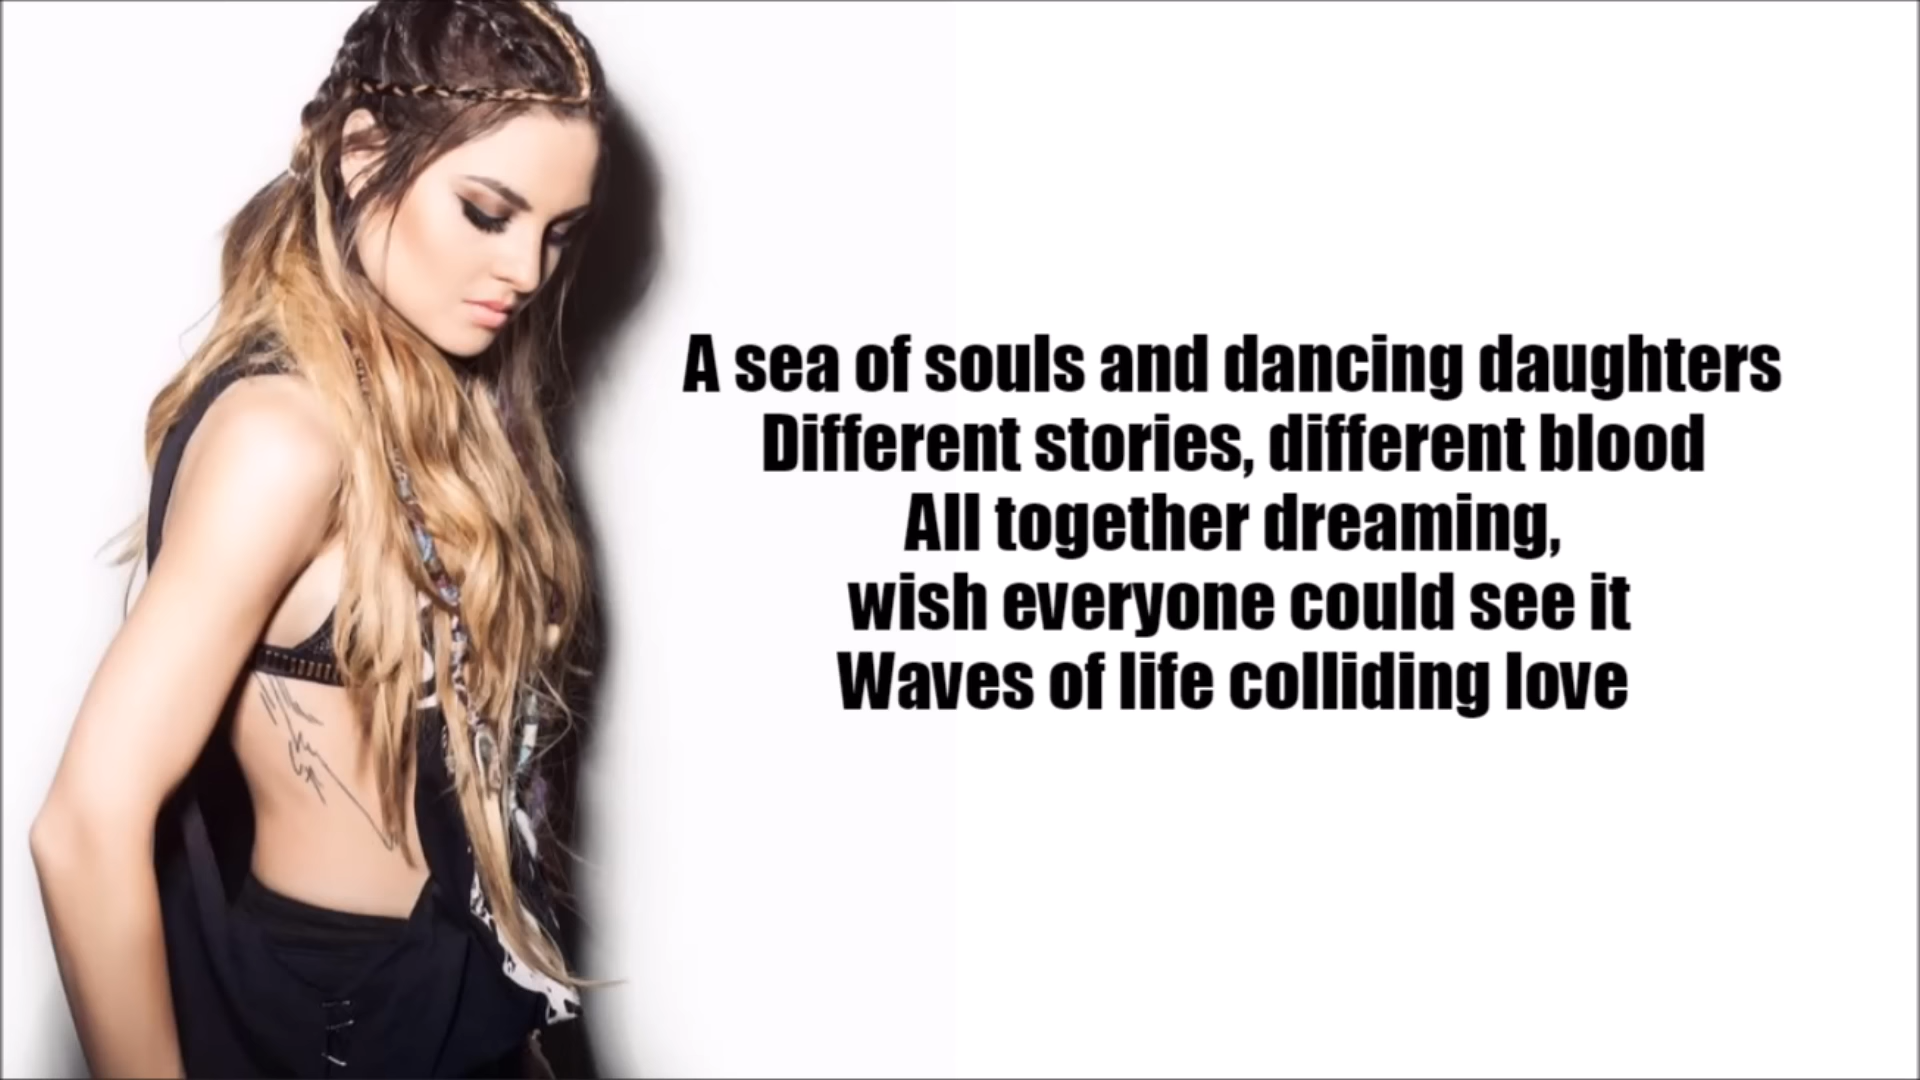 A sea of souls and dancing daughters
Different stories, different blood
All together dreaming,
wish everyone could see it
Waves of life colliding love